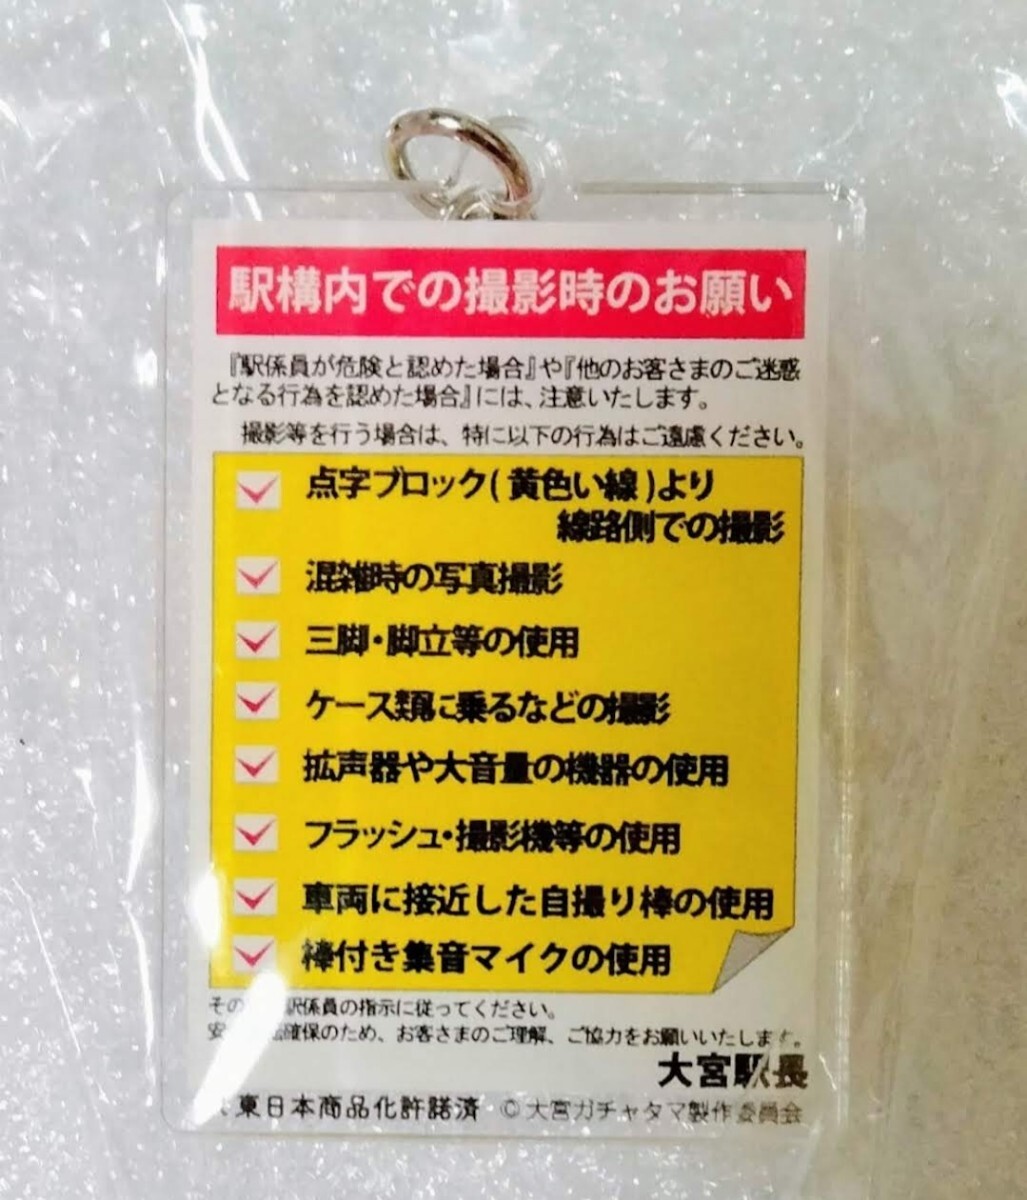 駅構内での撮影時のお願い
『駅係員が危険と認めた場合』や『他のお客さまのご迷惑
となる行為を認めた場合』には、注意いたします。
撮影等を行う場合は、特に以下の行為はご遠慮ください。
点字ブロック(黄色い線)より
線路側での撮影
混雑時の写真撮影
三脚・脚立等の使用
ケース類に乗るなどの撮影
拡声器や大音量の機器の使用
フラッシュ・撮影機等の使用
車両に接近した自撮り棒の使用
棒付き集音マイクの使用
その 駅係員の指示に従ってください。
安 確保のため、お客さまのご理解、ご協力をお願いいたします。
大宮駅長
東日本商品化許諾済 © 大宮ガチャタマ製作委員会